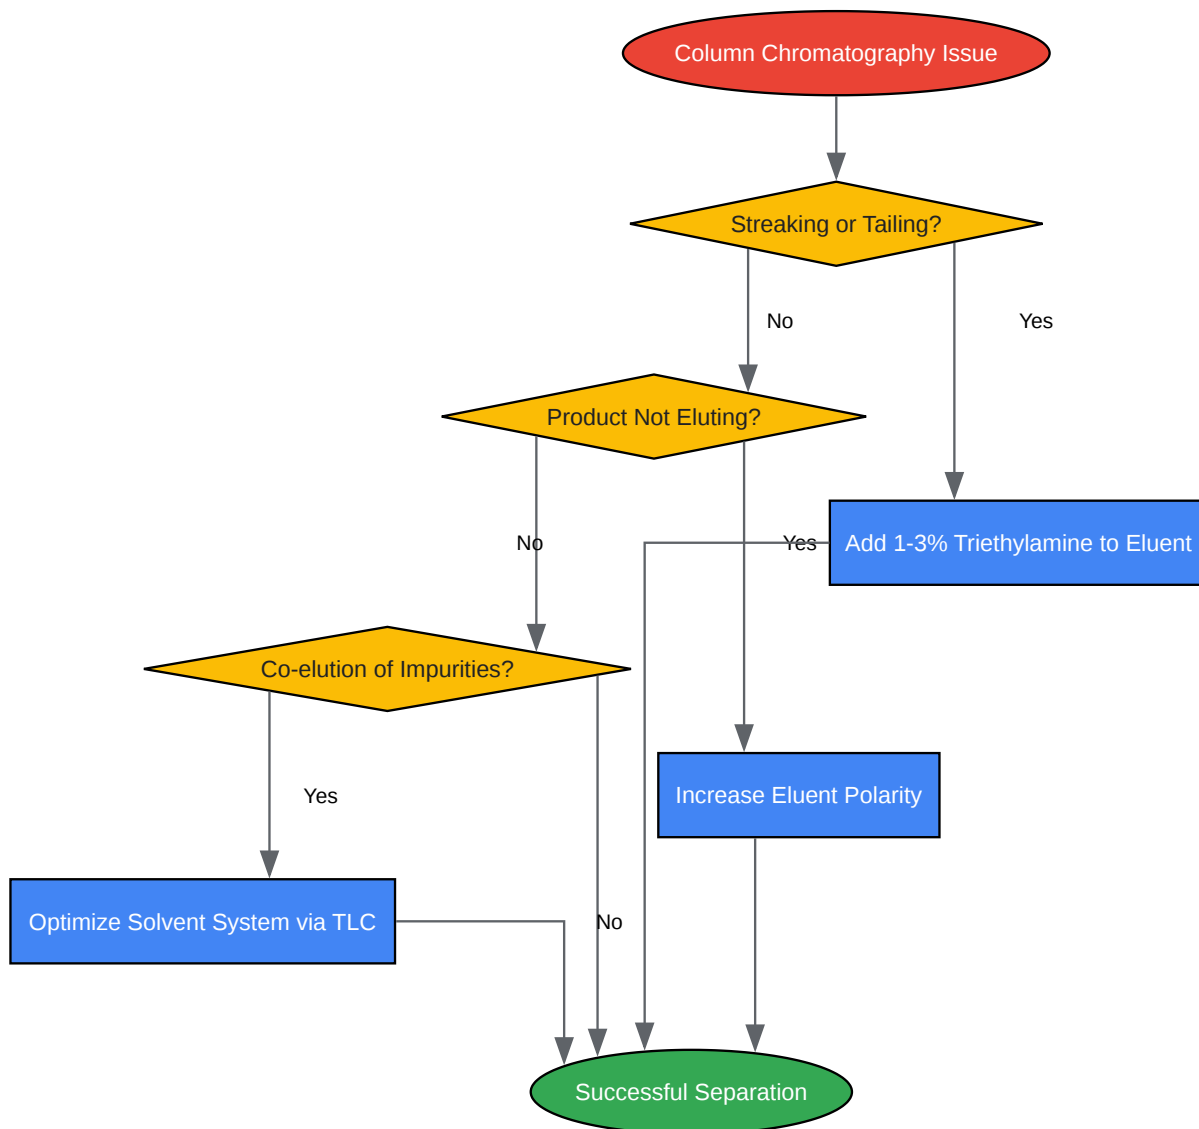 Column Chromatography Issue
Streaking or Tailing?
No
Yes
Product Not Eluting?
No
Yes
Add 1-3% Triethylamine to Eluent
Co-elution of Impurities?
Yes
Increase Eluent Polarity
Optimize Solvent System via TLC
No
Successful Separation